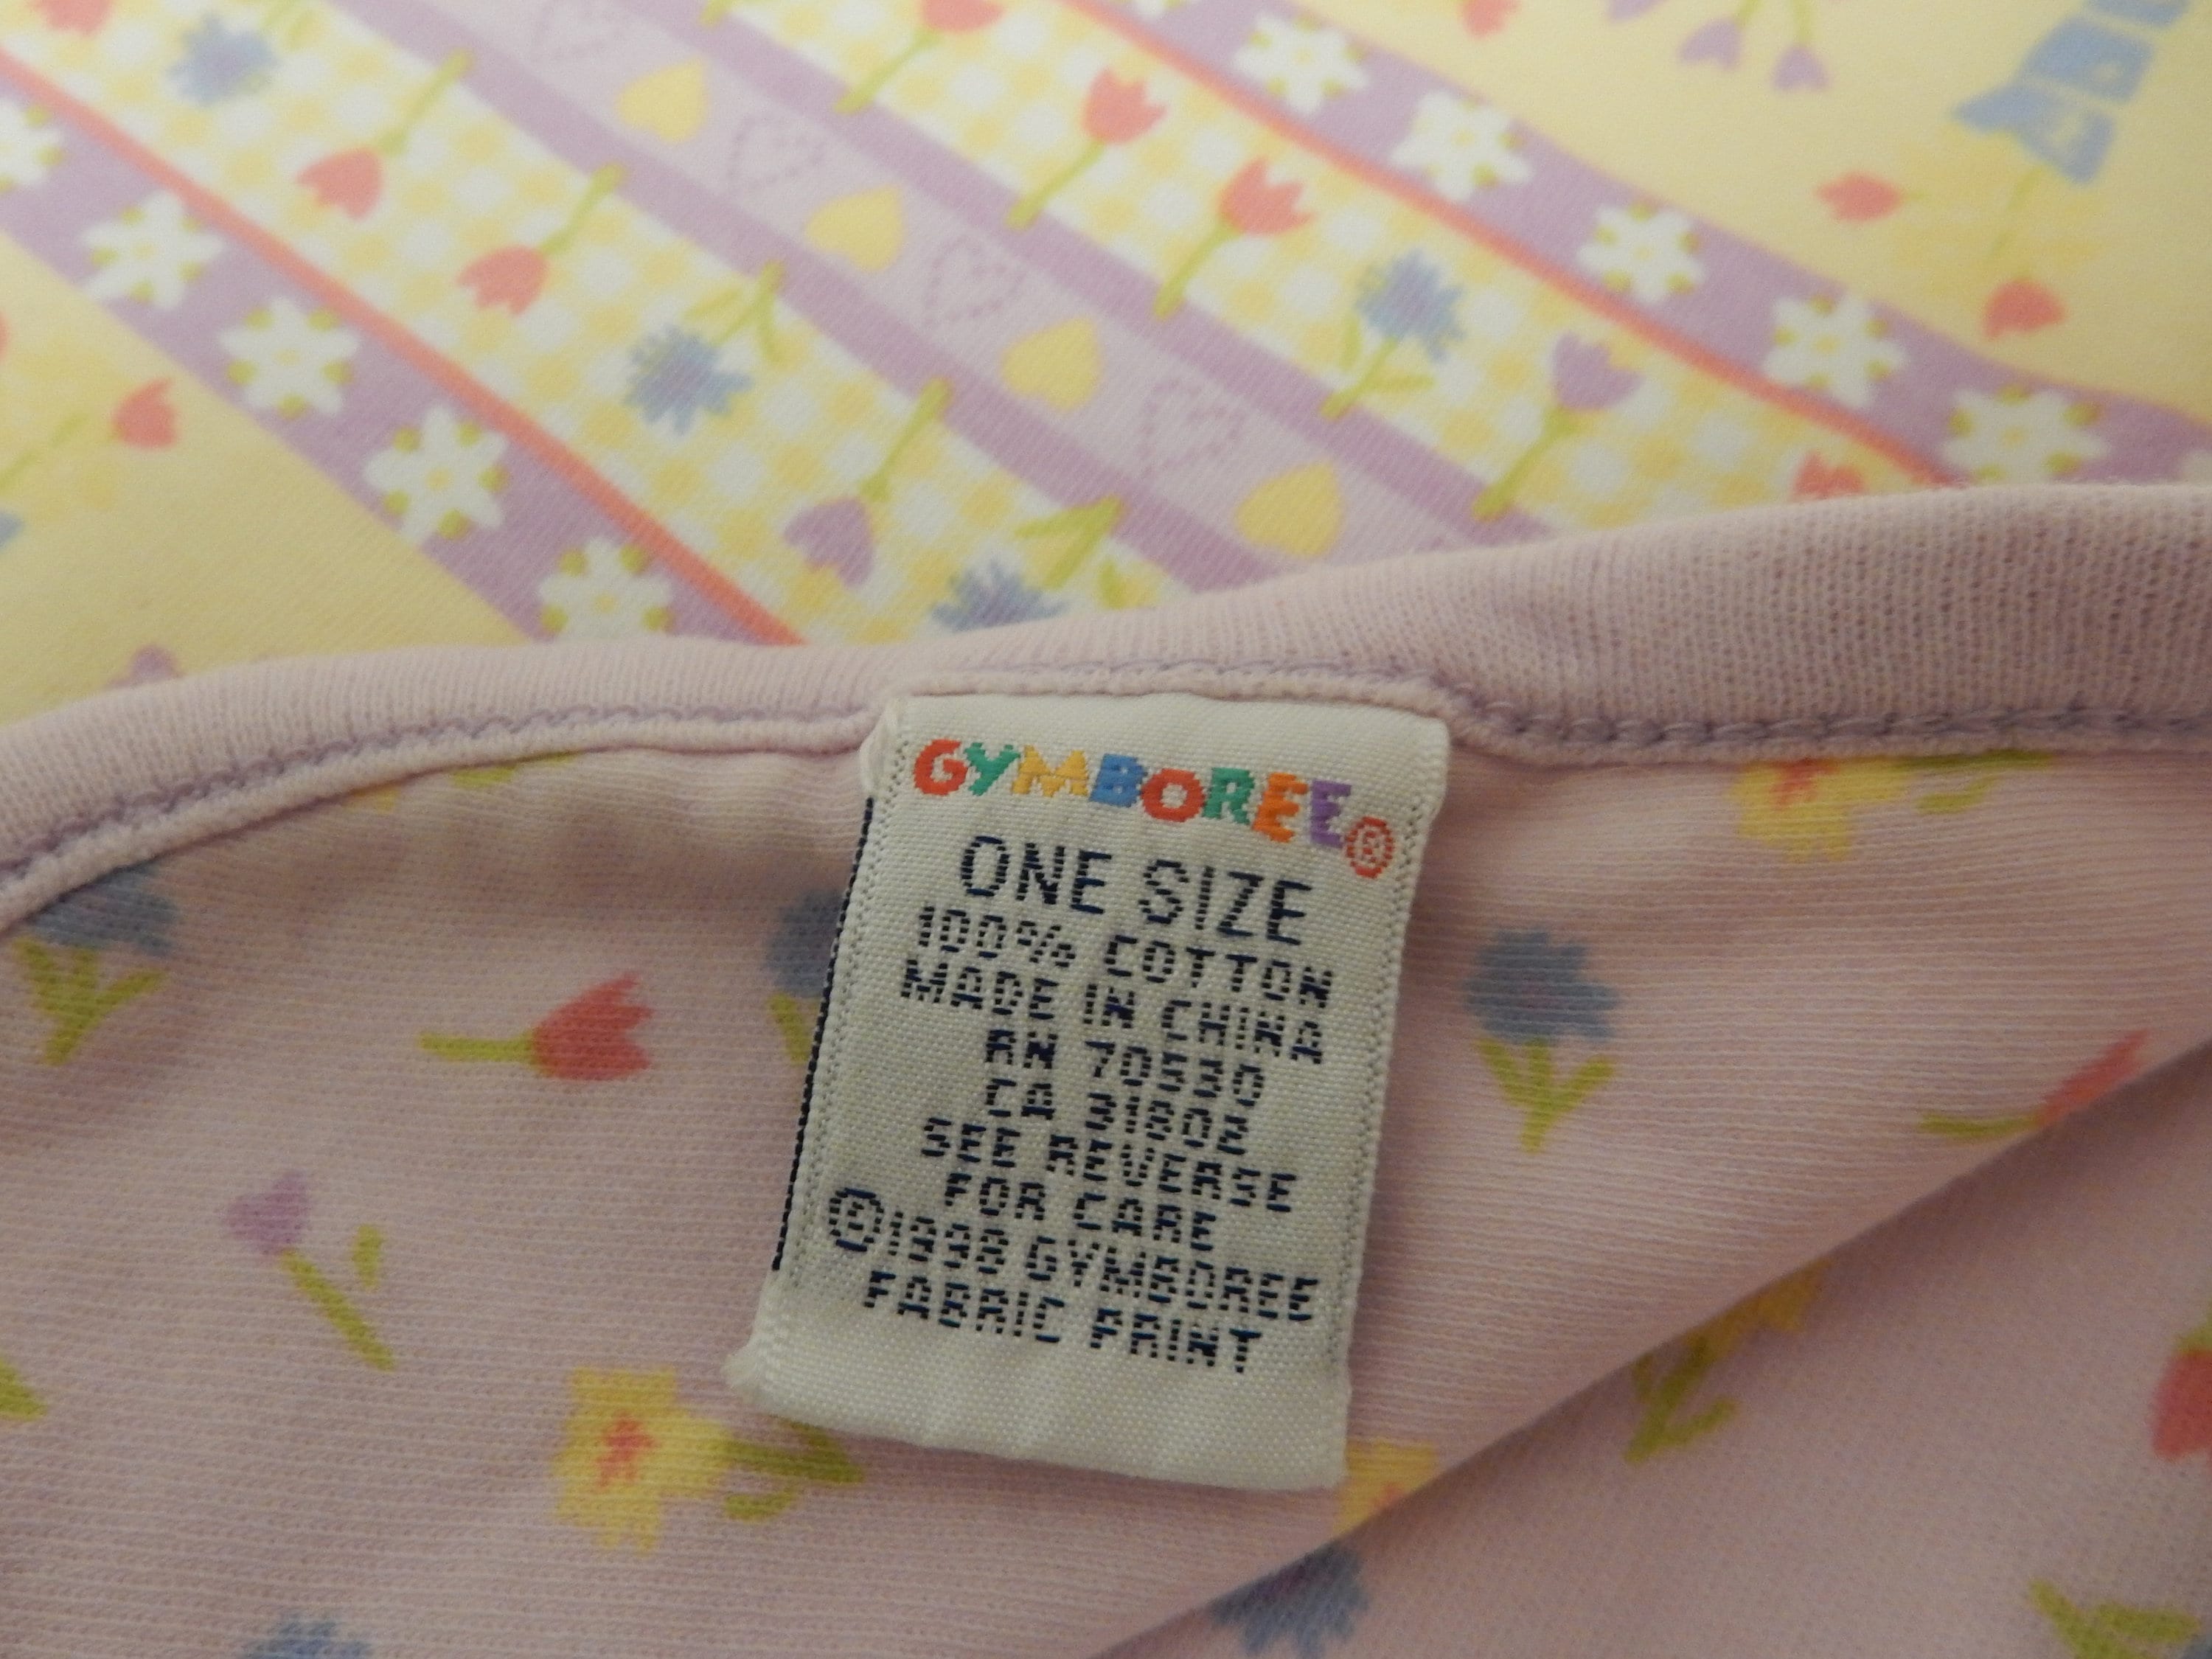 GYMBOREE®
ONE SIZE
100% COTTON
MADE IN CHINA
RN 70530
CA 31808
SEE REVERSE
FOR CARE
©1998 GYMBOREE
FABRIC PRINT